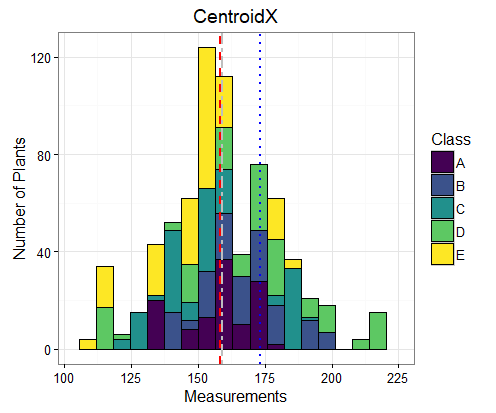 CentroidX
120
80
40
0
Number of Plants
100
125
150
175
200
225
Measurements
Class
A
B
C
D
E